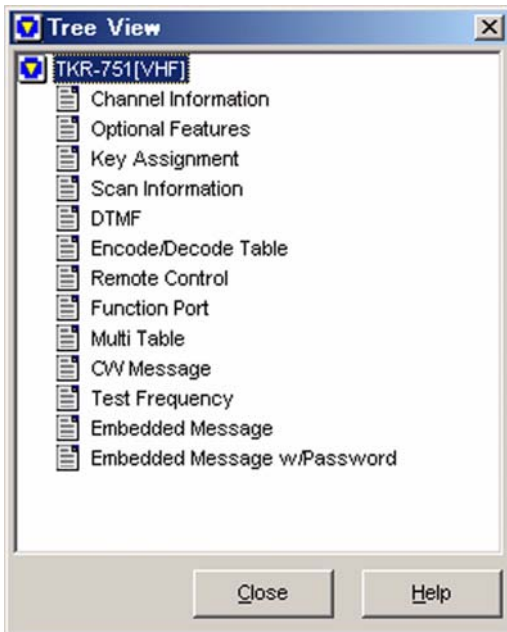 Tree View
TKR-751[VHF]
Channel Information
Optional Features
Key Assignment
Scan Information
DTMF
Encode/Decode Table
Remote Control
Function Port
Multi Table
CW Message
Test Frequency
Embedded Message
Embedded Message w/Password
Close Help